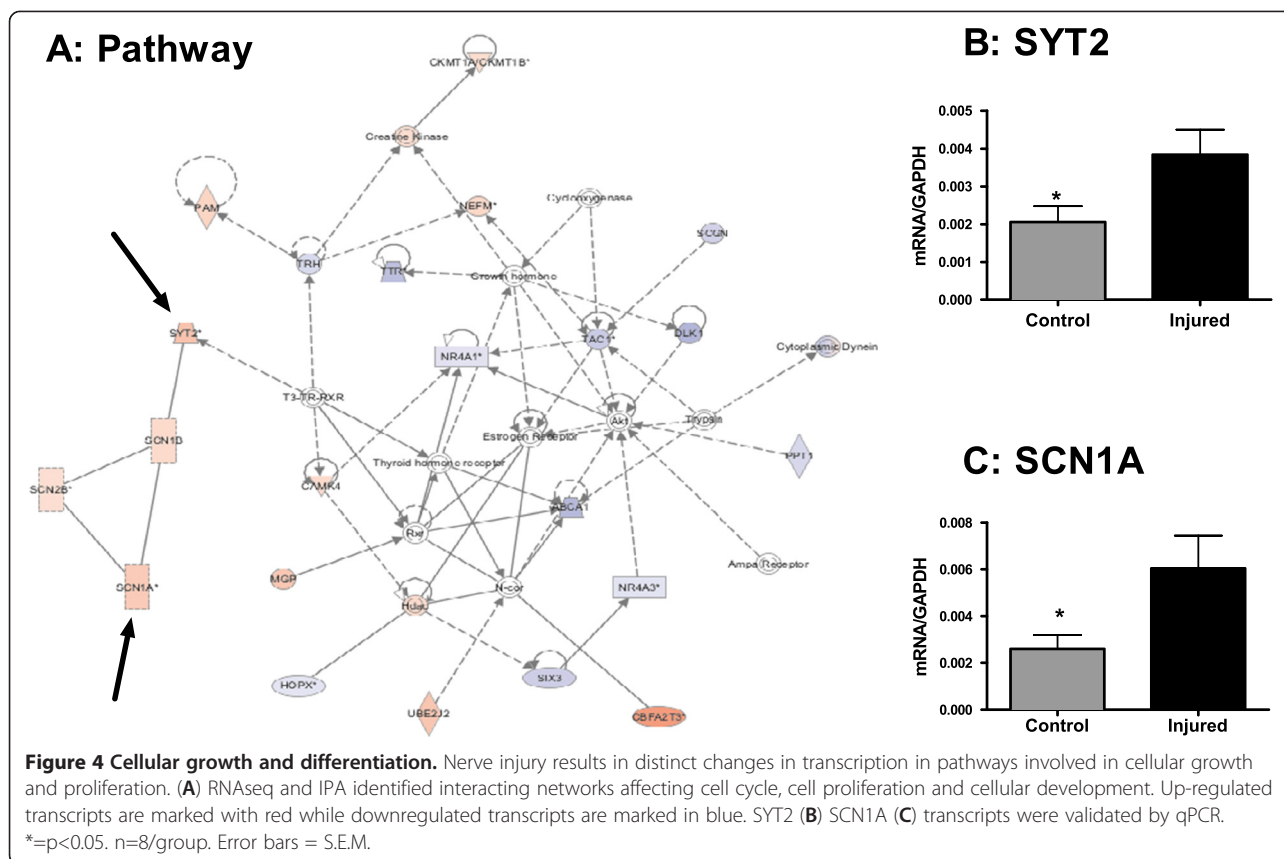 A: Pathway
CKMT1A/CKMT1B*
Creatine Kinase
PAM
NEFM*
Cyclooxygenase
SCGN
TRH
TTR*
Growth hormone
SYT2*
NR4A1*
TAC1*
DLK1
Cytoplasmic Dynein
T3-TR-RXR
SCN1B
Estrogen Receptor
Akt
Trypsin
SCN2B*
Thyroid hormone receptor
CAMK4
PPT1
ABCA1
Rxr
SCN1A*
MGP
N-cor
Ampa Receptor
Hdac
NR4A3*
HOPX*
SIX3
UBE2J2
CBFA2T3*
B: SYT2
mRNA/GAPDH
0.005
0.004
0.003
0.002
0.001
0.000
*
Control Injured
C: SCN1A
mRNA/GAPDH
0.008
0.006
0.004
0.002
0.000
*
Control Injured
Figure 4 Cellular growth and differentiation. Nerve injury results in distinct changes in transcription in pathways involved in cellular growth
and proliferation. (A) RNAseq and IPA identified interacting networks affecting cell cycle, cell proliferation and cellular development. Up-regulated
transcripts are marked with red while downregulated transcripts are marked in blue. SYT2 (B) SCN1A (C) transcripts were validated by qPCR.
*=p<0.05. n=8/group. Error bars = S.E.M.